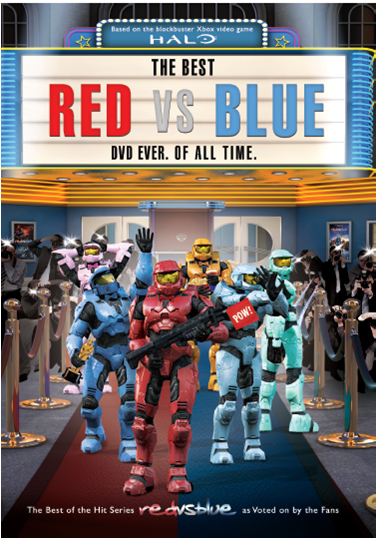 Based on the blockbuster Xbox video game
HALO
THE BEST
RED VS BLUE
DVD EVER. OF ALL TIME.
POW!
The Best of the Hit Series redvsblue as Voted on by the Fans